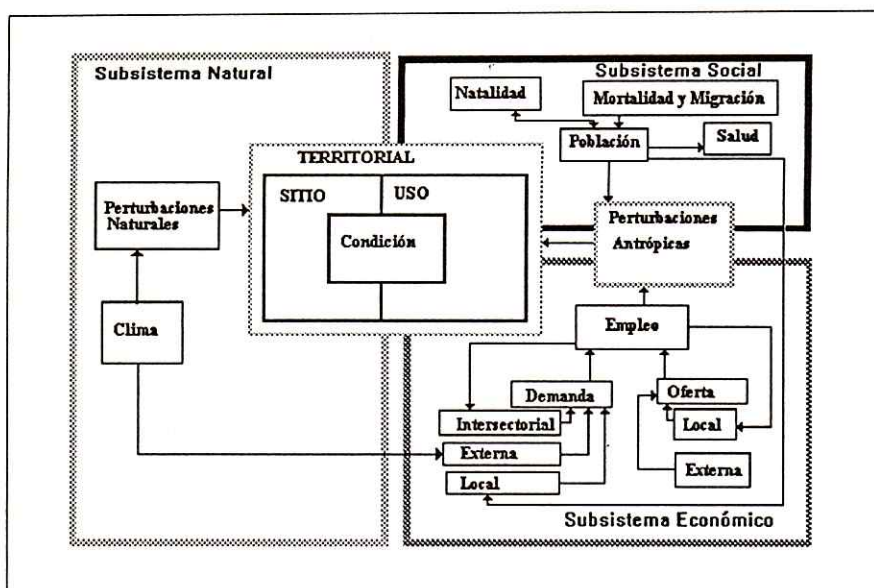 Subsistema Natural
Subsistema Social
Natalidad
Mortalidad y Migración
Población
Salud
TERRITORIAL
SITIO
USO
Condición
Perturbaciones
Naturales
Perturbaciones
Antrópicas
Clima
Empleo
Demanda
Oferta
Intersectorial
Local
Externa
Externa
Local
Subsistema Económico